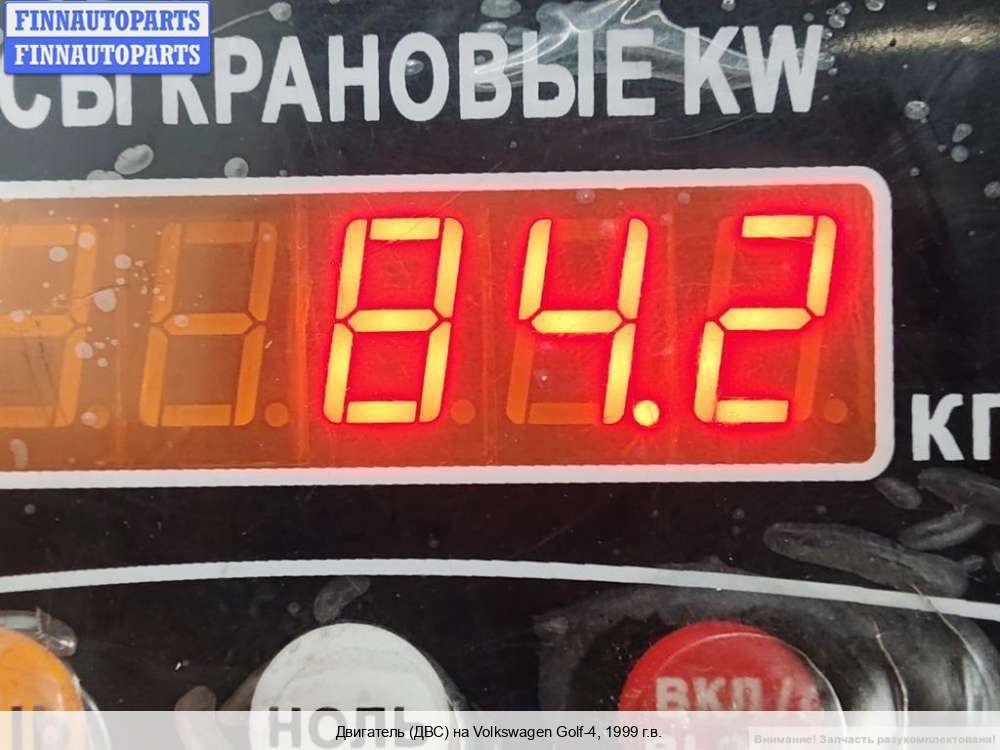 FINNAUTOPARTS
FINNAUTOPARTS
СЫ КРАНОВЫЕ KW
84.2
КГ
НОЛЬ
ВКЛ/
Двигатель (ДВС) на Volkswagen Golf-4, 1999 г.в.
Внимание! Запчасть разукомплектована!